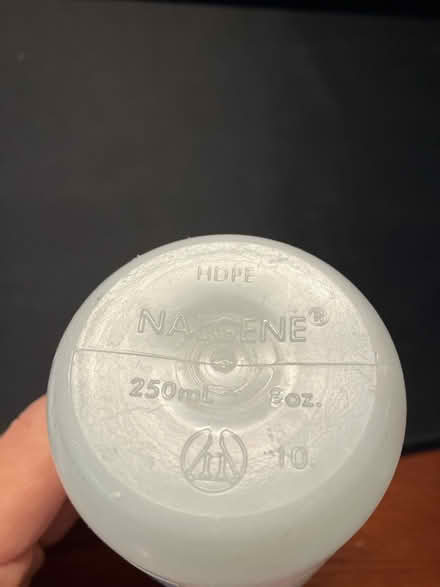 HDPE
NALGENE®
250mL 8oz.
10.